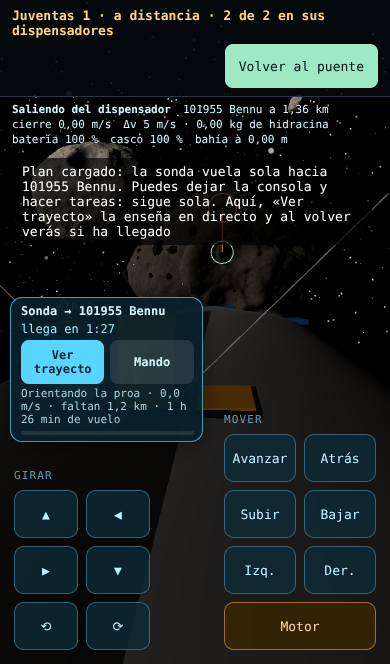 Juventas 1 · a distancia · 2 de 2 en sus
dispensadores
Volver al puente
Saliendo del dispensador 101955 Bennu a 1,36 km
cierre 0,00 m/s Δv 5 m/s · 0,00 kg de hidracina
batería 100 % casco 100 % bahía à 0,00 m
Plan cargado: la sonda vuela sola hacia
101955 Bennu. Puedes dejar la consola y
hacer tareas: sigue sola. Aquí, «Ver
trayecto» la enseña en directo y al volver
verás si ha llegado
Sonda → 101955 Bennu
llega en 1:27
Ver
trayecto
Mando
Orientando la proa · 0,0
m/s · faltan 1,2 km · 1 h
26 min de vuelo
MOVER
Avanzar Atrás
GIRAR
▲ ◀ Subir Bajar
▶ ▼ Izq. Der.
⟲ ⟳ Motor